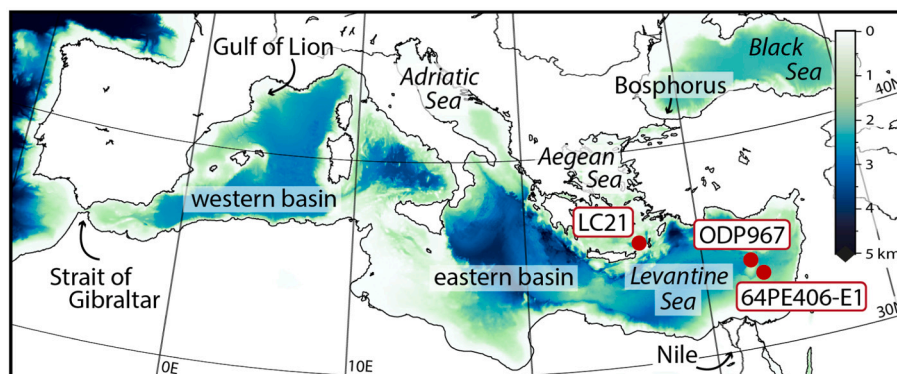 Gulf of Lion
Adriatic
Sea
Black
Sea
Bosphorus
Aegean
Sea
western basin
LC21
ODP967
Strait of
Gibraltar
eastern basin
Levantine
Sea
64PE406-E1
Nile
0E
10E
40N
30N
0
1
2
3
4
5 km